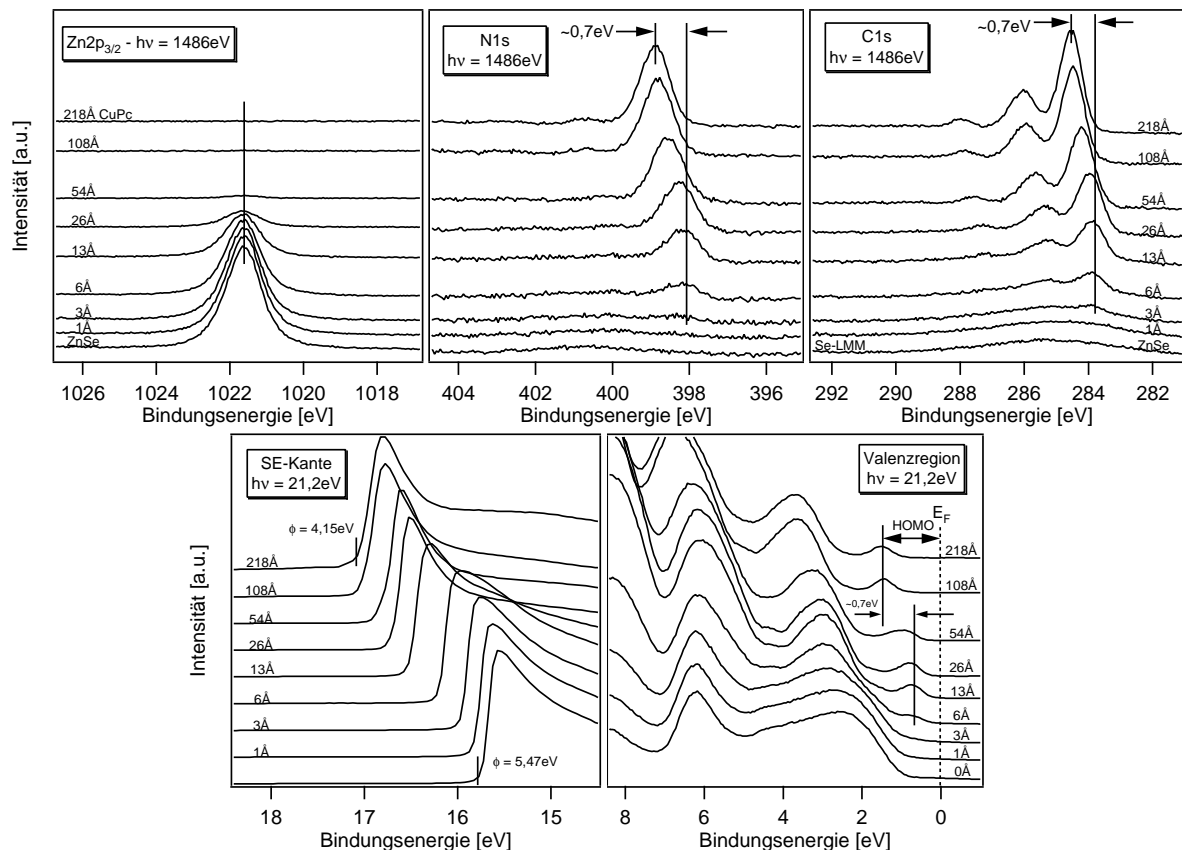 Zn2p3/2 - hν = 1486eV
218Å CuPc
108Å
54Å
26Å
13Å
6Å
3Å
1Å
ZnSe
1026 1024 1022 1020 1018
Bindungsenergie [eV]
Intensität [a.u.]
N1s
hν = 1486eV
~0,7eV
404 402 400 398 396
Bindungsenergie [eV]
C1s
hν = 1486eV
~0,7eV
218Å
108Å
54Å
26Å
13Å
6Å
3Å
1Å
Se-LMM
ZnSe
292 290 288 286 284 282
Bindungsenergie [eV]
SE-Kante
hν = 21,2eV
ϕ = 4,15eV
218Å
108Å
54Å
26Å
13Å
6Å
3Å
1Å
ϕ = 5,47eV
18 17 16 15
Bindungsenergie [eV]
Intensität [a.u.]
Valenzregion
hν = 21,2eV
EF
HOMO
~0,7eV
218Å
108Å
54Å
26Å
13Å
6Å
3Å
1Å
0Å
8 6 4 2 0
Bindungsenergie [eV]